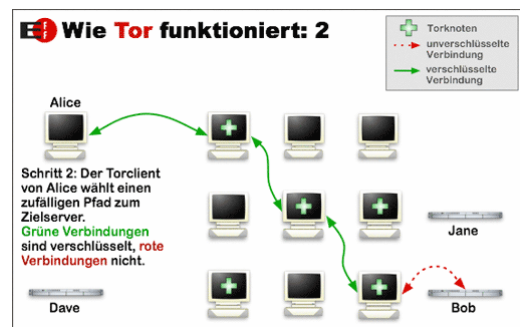 EFF Wie Tor funktioniert: 2
Torknoten
unverschlüsselte
Verbindung
verschlüsselte
Verbindung
Alice
Schritt 2: Der Torclient
von Alice wählt einen
zufälligen Pfad zum
Zielserver.
Grüne Verbindungen
sind verschlüsselt, rote
Verbindungen nicht.
Jane
Dave
Bob